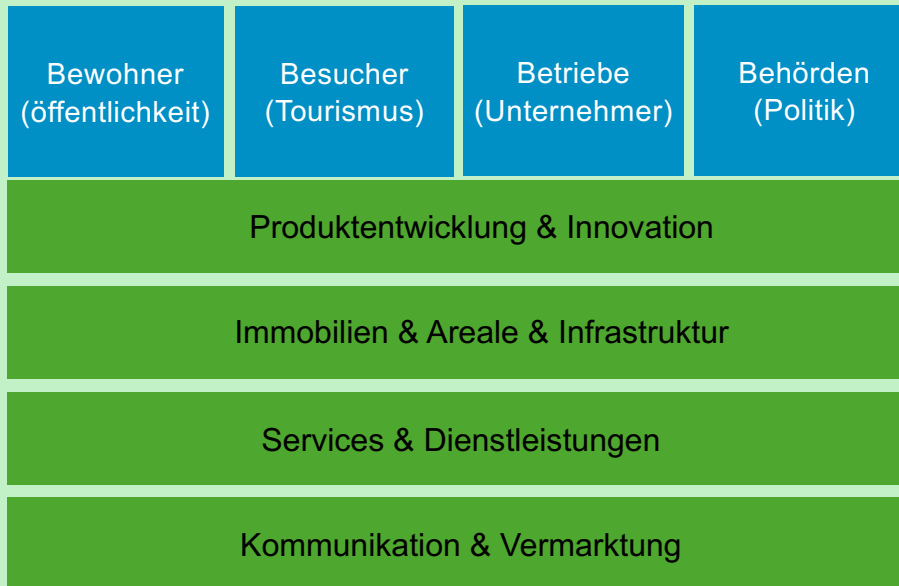 Bewohner
(öffentlichkeit)
Besucher
(Tourismus)
Betriebe
(Unternehmer)
Behörden
(Politik)
Produktentwicklung & Innovation
Immobilien & Areale & Infrastruktur
Services & Dienstleistungen
Kommunikation & Vermarktung